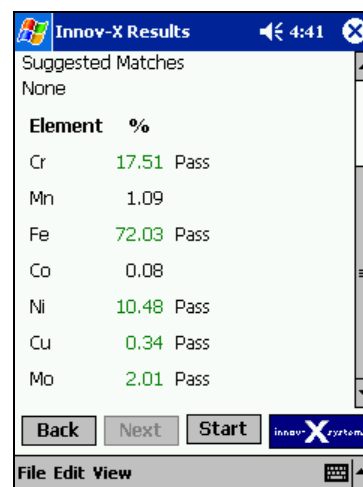 Innov-X Results 4:41
Suggested Matches
None
Element %
Cr 17.51 Pass
Mn 1.09
Fe 72.03 Pass
Co 0.08
Ni 10.48 Pass
Cu 0.34 Pass
Mo 2.01 Pass
Back Next Start innov-X system
File Edit View